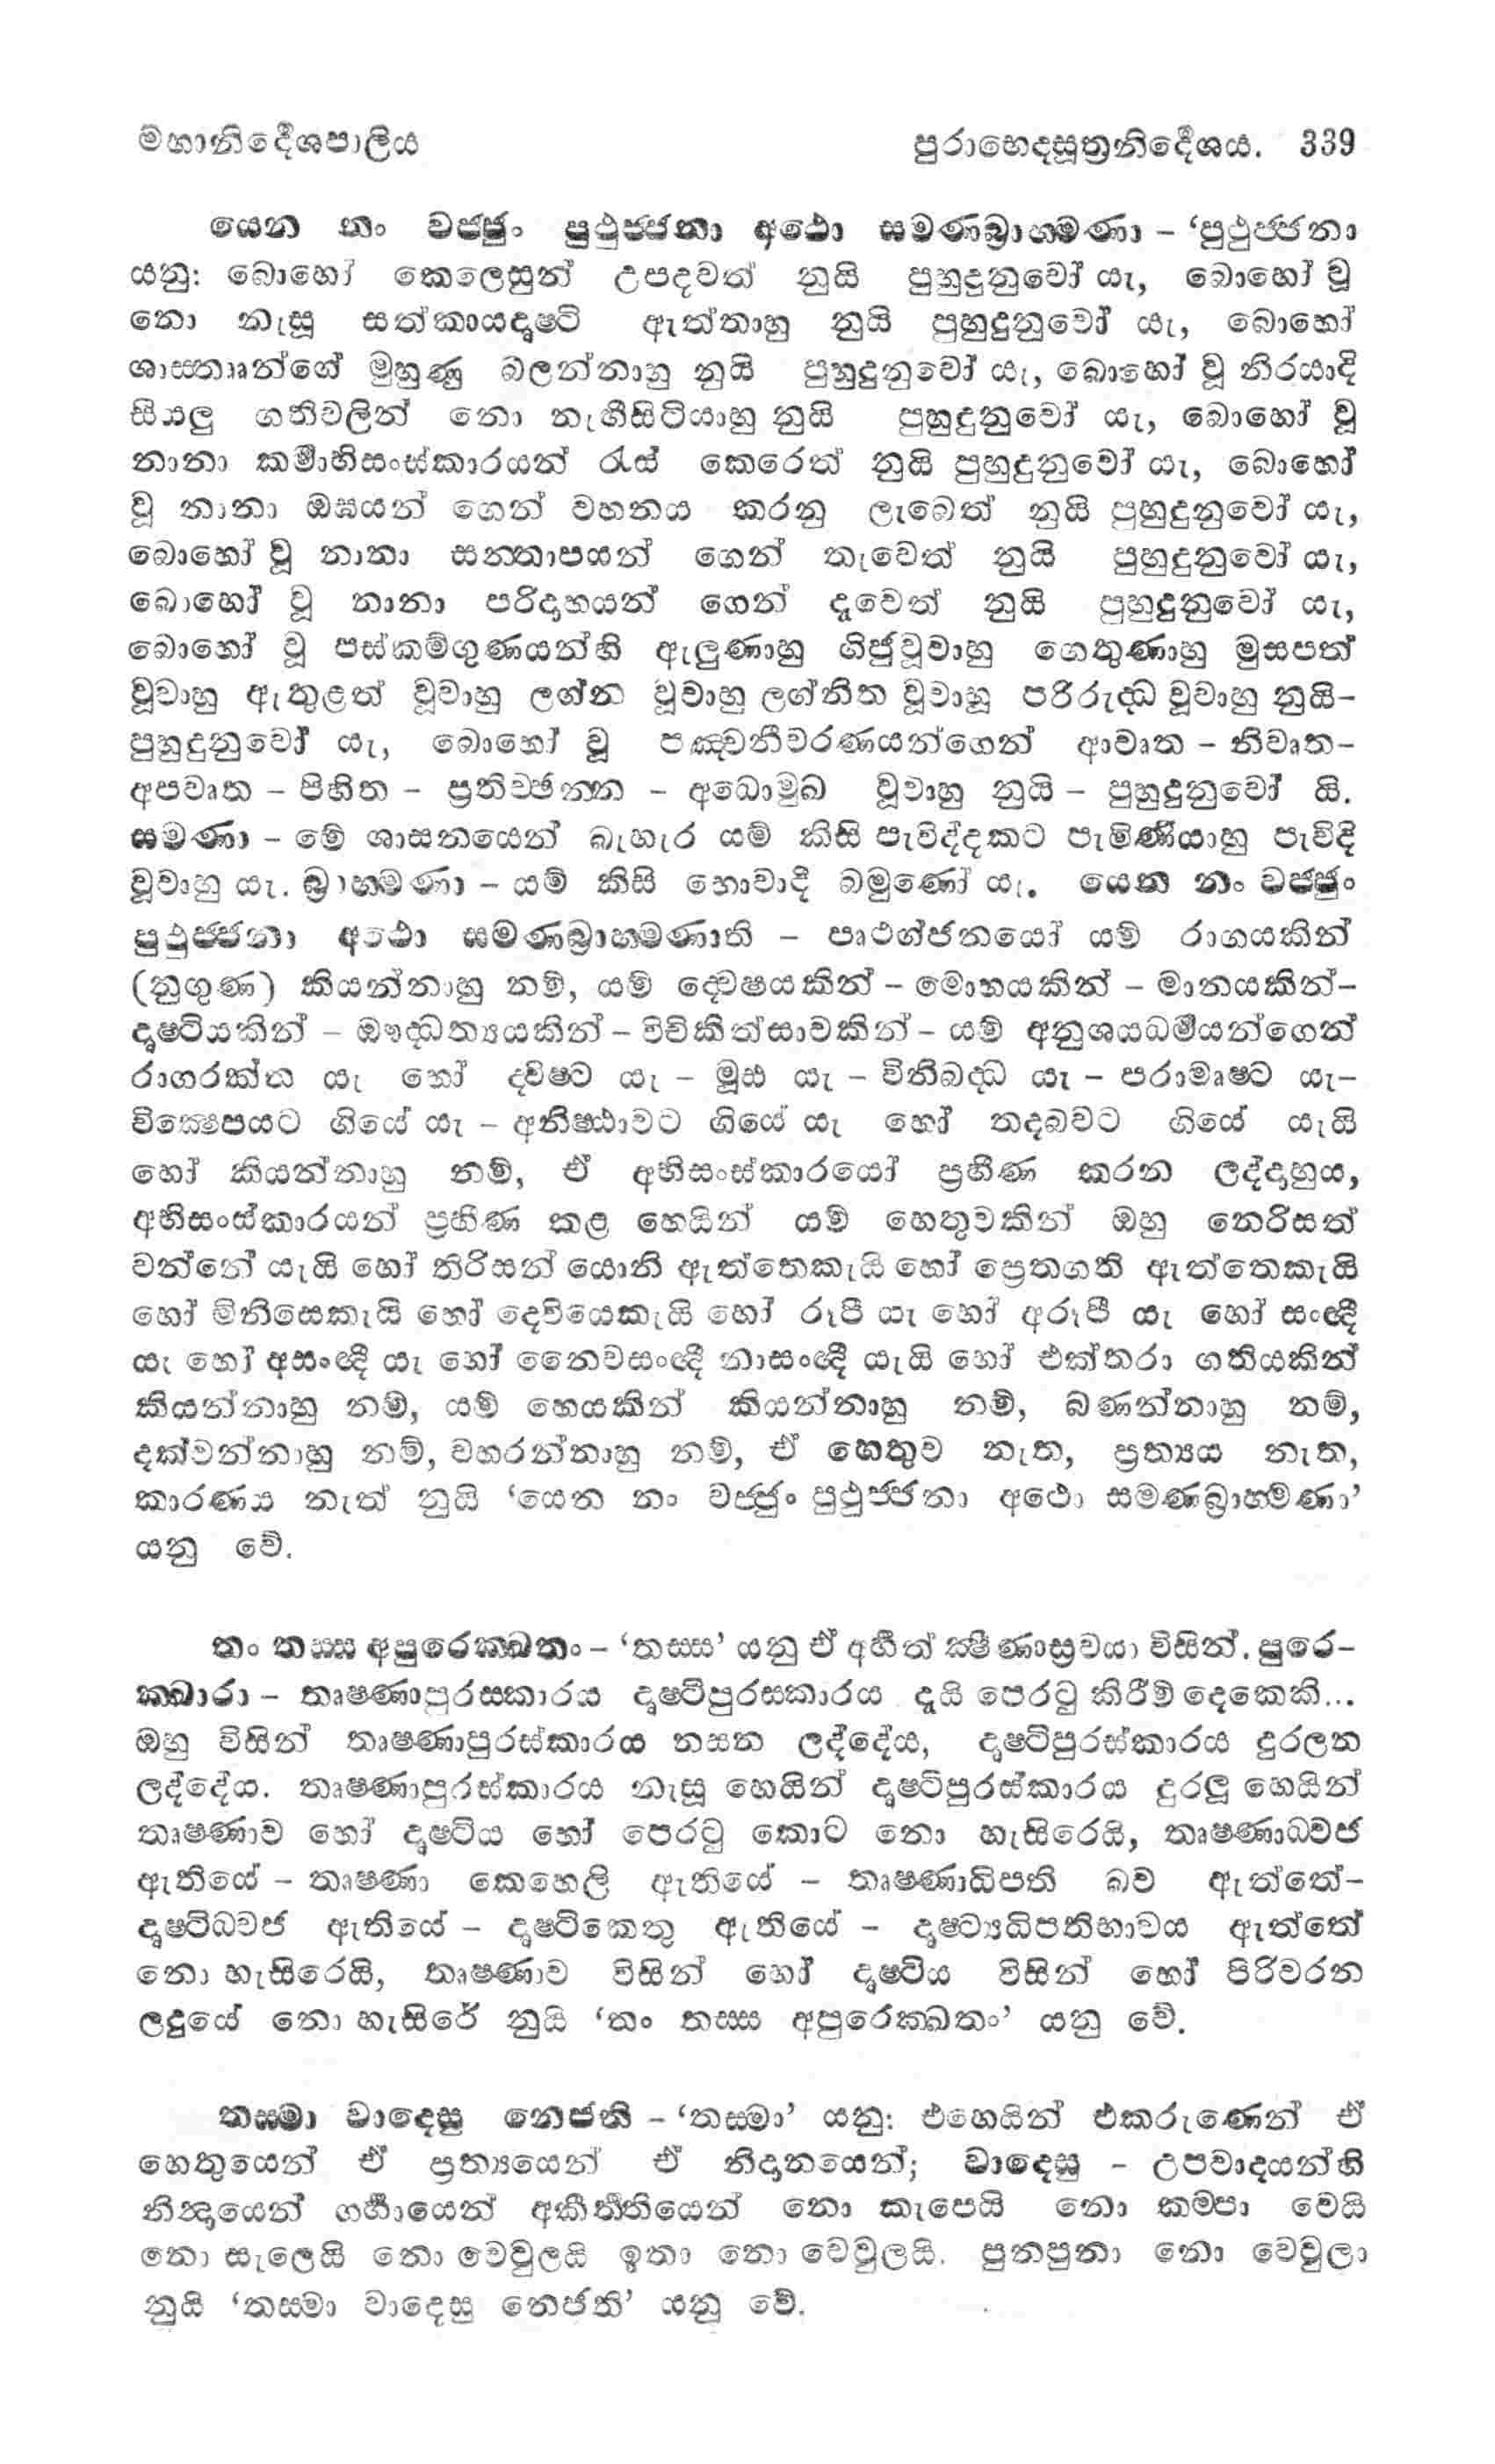 මහානිර්දේශපාලිය පුරාභෙදසූත්‍රනිර්දේශය. 339
යෙන නං වජ්ජුං පුථුජ්ජනා අථො සමණබ්‍රාහ්මණා – ‘පුථුජ්ජනා
යනු: බොහෝ කෙලෙසුන් උපදවත් නුයි පුහුදුනුවෝ යැ, බොහෝ වූ
නො නැසූ සත්කායදෘෂ්ටි ඇත්තාහු නුයි පුහුදුනුවෝ යැ, බොහෝ
ශාස්තෲන්ගේ මුහුණු බලන්නාහු නුයි පුහුදුනුවෝ යැ, බොහෝ වූ නිරයාදි
සියලු ගතිවලින් නො නැඟීසිටියාහු නුයි පුහුදුනුවෝ යැ, බොහෝ වූ
නානා කර්මාභිසංස්කාරයන් රැස් කෙරෙත් නුයි පුහුදුනුවෝ යැ, බොහෝ
වූ නානා ඔඝයන් ගෙන් වහනය කරනු ලැබෙත් නුයි පුහුදුනුවෝ යැ,
බොහෝ වූ නානා සන්තාපයන් ගෙන් තැවෙත් නුයි පුහුදුනුවෝ යැ,
බොහෝ වූ නානා පරිදාහයන් ගෙන් දෑවෙත් නුයි පුහුදුනුවෝ යැ,
බොහෝ වූ පස්කම්ගුණයන්හි ඇලුණාහු ගිජුවූවාහු ගෙතුණාහු මුසපත්
වූවාහු ඇතුළත් වූවාහු ලග්න වූවාහු ලග්නිත වූවාහූ පරිරුද්ධ වූවාහු නුයි–
පුහුදුනුවෝ යැ, බොහෝ වූ පඤ්චනීවරණයන්ගෙන් ආවෘත – නිවෘත–
අපවෘත – පිහිත – ප්‍රතිච්ඡන්න – අධොමුඛ වූවාහු නුයි – පුහුදුනුවෝ යි.
සමණා – මේ ශාසනයෙන් බැහැර යම් කිසි පැවිද්දකට පැමිණියාහු පැවිදි
වූවාහු යැ. බ්‍රාහ්මණා – යම් කිසි හොවාදි බමුණෝ යැ. යෙන නං වජ්ජුං
පුථුජ්ජනා අථො සමණබ්‍රාහ්මණාති – පෘථග්ජනයෝ යම් රාගයකින්
(නුගුණ) කියන්නාහු නම්, යම් ද්වෙෂයකින් – මොහයකින් – මානයකින්–
දෘෂ්ටියකින් – ඖද්ධත්‍යයකින් – විචිකිත්සාවකින් – යම් අනුශයධර්මයන්ගෙන්
රාගරක්ත යැ හෝ ද්විෂ්ට යැ – මූඪ යැ – විනිබද්ධ යැ – පරාමෘෂ්ට යැ–
වික්‍ෂෙපයට ගියේ යැ – අනිෂ්ඨාවට ගියේ යැ හෝ තදබවට ගියේ යැයි
හෝ කියන්නාහු නම්, ඒ අභිසංස්කාරයෝ ප්‍රහීණ කරන ලද්දාහුය,
අභිසංස්කාරයන් ප්‍රහීණ කළ හෙයින් යම් හෙතුවකින් ඔහු නෙරිසත්
වන්නේ යැයි හෝ තිරිසන් යොනි ඇත්තෙකැයි හෝ ප්‍රෙතගති ඇත්තෙකැයි
හෝ මිනිසෙකැයි හෝ දෙවියෙකැයි හෝ රූපී යැ හෝ අරූපී යැ හෝ සංඥී
යැ හෝ අසංඥී යැ හෝ නෛවසංඥී නාසංඥී යැයි හෝ එක්තරා ගතියකින්
කියන්නාහු නම්, යම් හෙයකින් කියන්නාහු නම්, බණන්නාහු නම්,
දක්වන්නාහු නම්, වහරන්නාහු නම්, ඒ හෙතුව නැත, ප්‍රත්‍යය නැත,
කාරණය නැත් නුයි ‘යෙන නං වජ්ජුං පුථුජ්ජනා අථො සමණබ්‍රාහ්මණා’
යනු වේ.
තං තස්ස අපුරෙක්ඛතං – ‘තස්ස’ යනු ඒ අර්හත් ක්‍ෂීණාස්‍රවයා විසින්. පුරෙ–
ක්ඛාරා – තෘෂ්ණාපුරස්කාරය දෘෂ්ටිපුරස්කාරය දැයි පෙරටු කිරීම් දෙකෙකි...
ඔහු විසින් තෘෂ්ණාපුරස්කාරය නසන ලද්දේය, දෘෂ්ටිපුරස්කාරය දුරලන
ලද්දේය. තෘෂ්ණාපුරස්කාරය නැසූ හෙයින් දෘෂ්ටිපුරස්කාරය දුරලූ හෙයින්
තෘෂ්ණාව හෝ දෘෂ්ටිය හෝ පෙරටු කොට නො හැසිරෙයි, තෘෂ්ණාධ්වජ
ඇතියේ – තෘෂ්ණා කෙහෙලි ඇතියේ – තෘෂ්ණාධිපති බව ඇත්තේ–
දෘෂ්ටිධ්වජ ඇතියේ – දෘෂ්ටිකෙතු ඇතියේ – දෘෂ්ට්‍යධිපතිභාවය ඇත්තේ
නො හැසිරෙයි, තෘෂ්ණාව විසින් හෝ දෘෂ්ටිය විසින් හෝ පිරිවරන
ලදුයේ නො හැසිරේ නුයි ‘තං තස්ස අපුරෙක්ඛතං’ යනු වේ.
තස්මා වාදෙසු නෙජති – ‘තස්මා’ යනු: එහෙයින් එකරුණෙන් ඒ
හෙතුයෙන් ඒ ප්‍රත්‍යයෙන් ඒ නිදානයෙන්; වාදෙසු – උපවාදයන්හි
නින්දායෙන් ගර්හායෙන් අකීර්තියෙන් නො කැපෙයි නො කම්පා වෙයි
නො සැලෙයි නො වෙවුලයි ඉතා නො වෙවුලයි. පුනපුනා නො වෙවුලා
නුයි ‘තස්මා වාදෙසු නෙජති’ යනූ වේ.